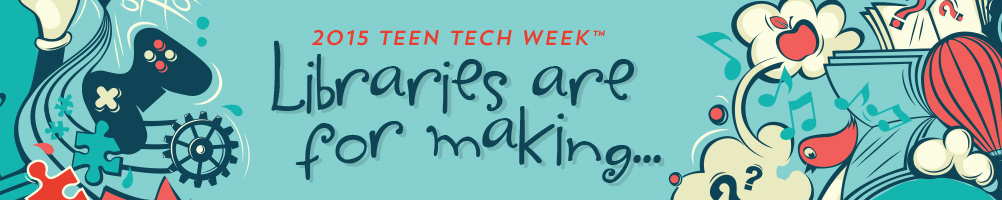 2015 TEEN TECH WEEK™
Libraries are
for making...
? ?
? ?